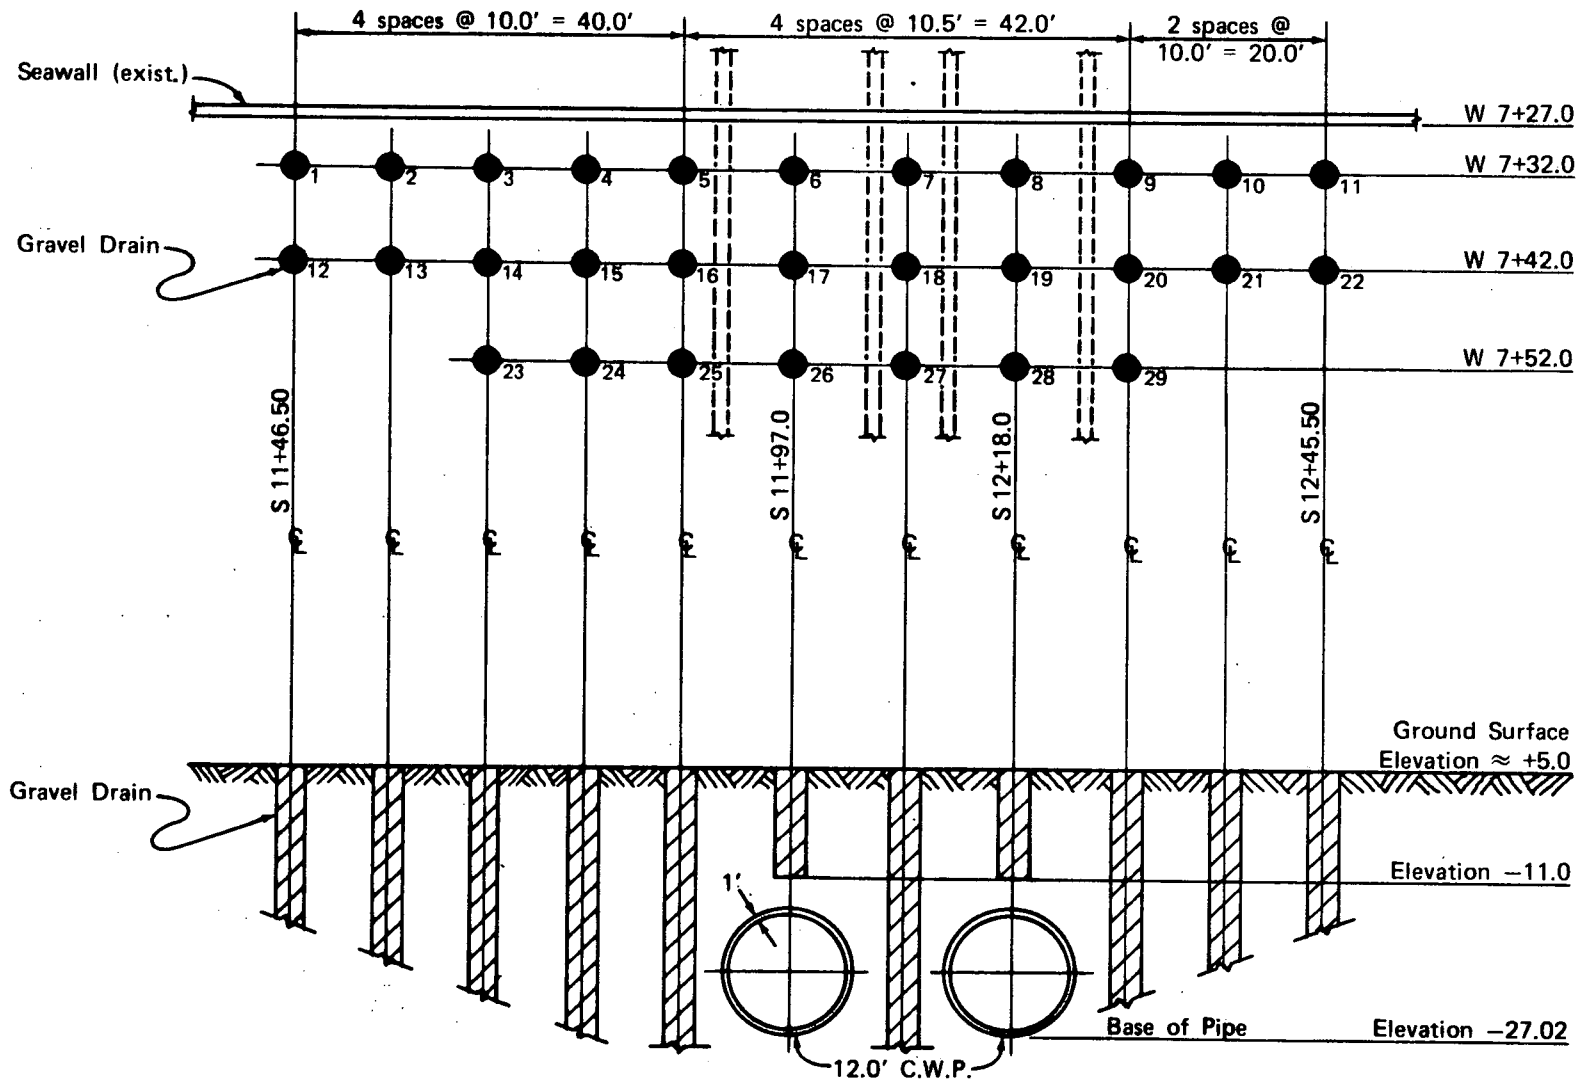 4 spaces @ 10.0' = 40.0'
4 spaces @ 10.5' = 42.0'
2 spaces @
10.0' = 20.0'
Seawall (exist.)
W 7+27.0
W 7+32.0
1
2
3
4
5
6
7
8
9
10
11
Gravel Drain
W 7+42.0
12
13
14
15
16
17
18
19
20
21
22
W 7+52.0
23
24
25
26
27
28
29
S 11+46.50
S 11+97.0
S 12+18.0
S 12+45.50
℄
℄
℄
℄
℄
℄
℄
℄
℄
℄
℄
Ground Surface
Elevation ≈ +5.0
Gravel Drain
Elevation −11.0
1'
Base of Pipe
Elevation −27.02
12.0' C.W.P.